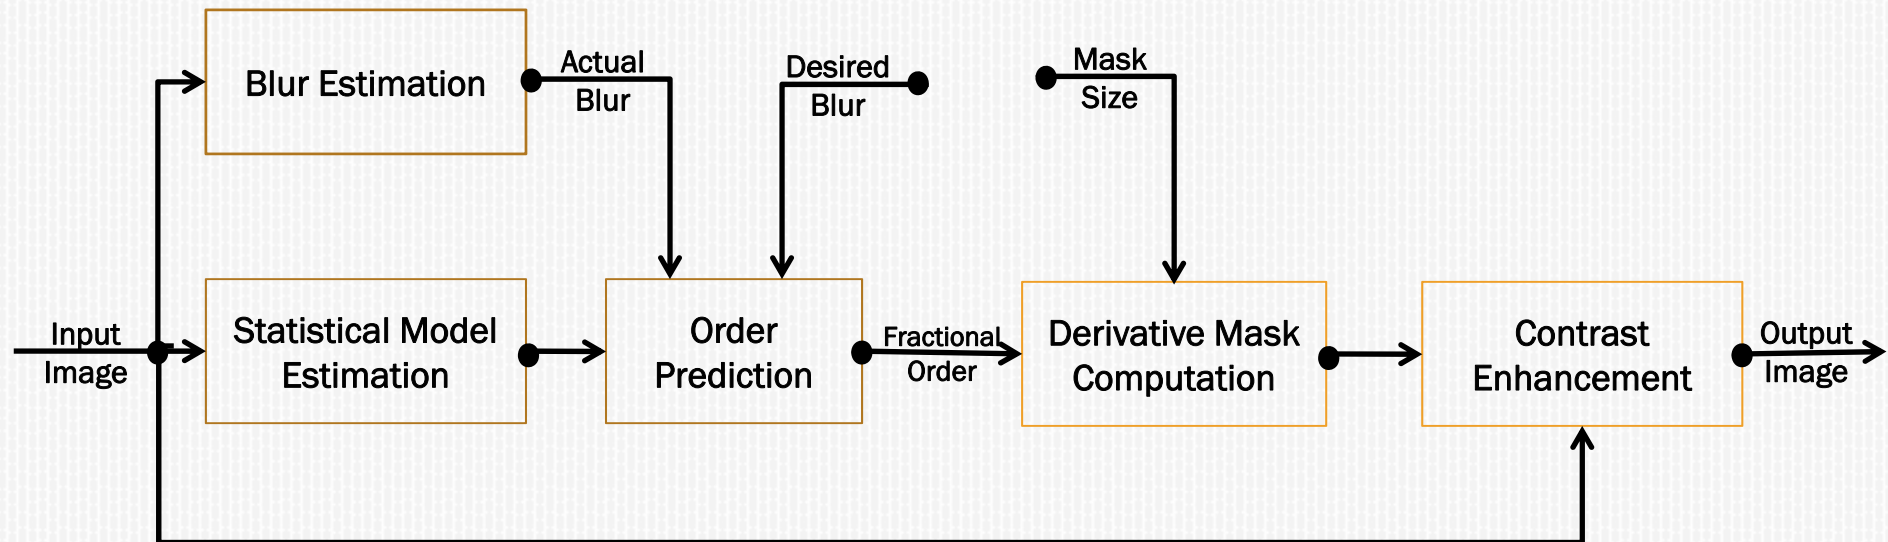 Blur Estimation
Actual
Blur
Desired
Blur
Mask
Size
Input
Image
Statistical Model
Estimation
Order
Prediction
Fractional
Order
Derivative Mask
Computation
Contrast
Enhancement
Output
Image